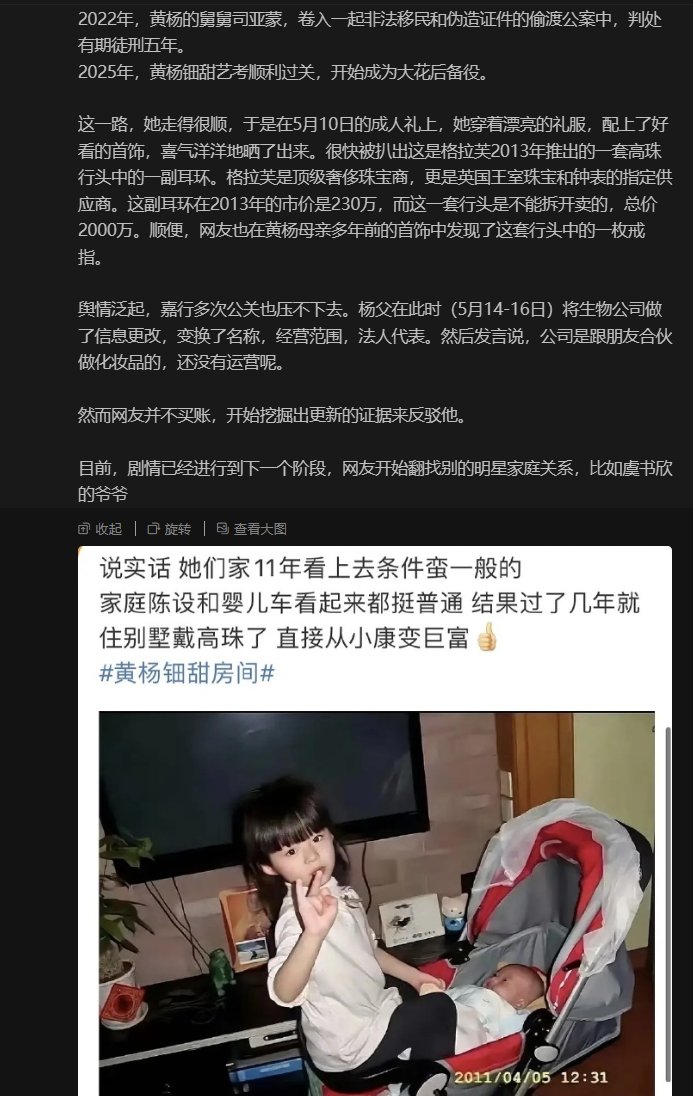 2022年，黄杨的舅舅司亚蒙，卷入一起非法移民和伪造证件的偷渡公案中，判处
有期徒刑五年。
2025年，黄杨钿甜艺考顺利过关，开始成为大花后备役。
这一路，她走得很顺，于是在5月10日的成人礼上，她穿着漂亮的礼服，配上了好
看的首饰，喜气洋洋地晒了出来。很快被扒出这是格拉芙2013年推出的一套高珠
行头中的一副耳环。格拉芙是顶级奢侈珠宝商，更是英国王室珠宝和钟表的指定供
应商。这副耳环在2013年的市价是230万，而这一套行头是不能拆开卖的，总价
2000万。顺便，网友也在黄杨母亲多年前的首饰中发现了这套行头中的一枚戒
指。
舆情泛起，嘉行多次公关也压不下去。杨父在此时（5月14-16日）将生物公司做
了信息更改，变换了名称，经营范围，法人代表。然后发言说，公司是跟朋友合伙
做化妆品的，还没有运营呢。
然而网友并不买账，开始挖掘出更新的证据来反驳他。
目前，剧情已经进行到下一个阶段，网友开始翻找别的明星家庭关系，比如虞书欣
的爷爷
收起 旋转 查看大图
说实话 她们家11年看上去条件蛮一般的
家庭陈设和婴儿车看起来都挺普通 结果过了几年就
住别墅戴高珠了 直接从小康变巨富👍
#黄杨钿甜房间#
2011/04/05 12:31